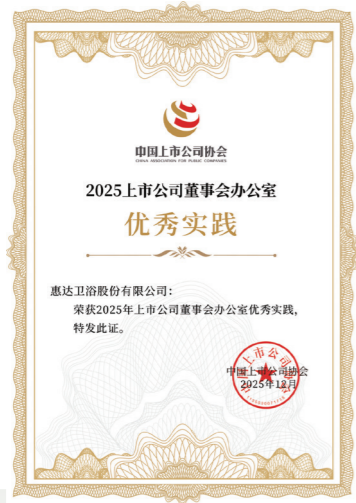 中国上市公司协会
CHINA ASSOCIATION FOR PUBLIC COMPANIES
2025上市公司董事会办公室
优秀实践
惠达卫浴股份有限公司：
荣获2025年上市公司董事会办公室优秀实践，
特发此证。
中国上市公司协会
2025年12月